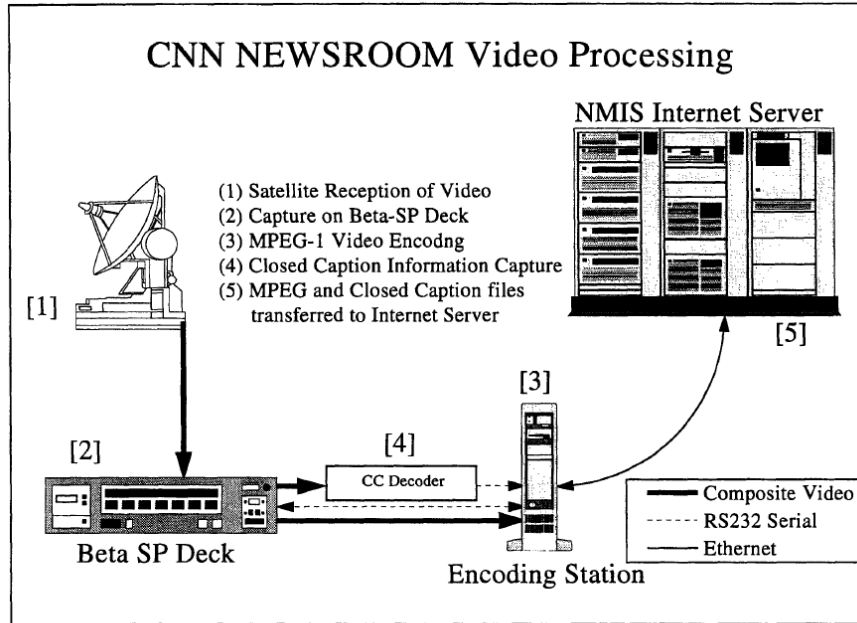 CNN NEWSROOM Video Processing
NMIS Internet Server
(1) Satellite Reception of Video
(2) Capture on Beta-SP Deck
(3) MPEG-1 Video Encodng
(4) Closed Caption Information Capture
(5) MPEG and Closed Caption files
transferred to Internet Server
[1]
[5]
[3]
[2]
[4]
CC Decoder
Beta SP Deck
Encoding Station
Composite Video
RS232 Serial
Ethernet